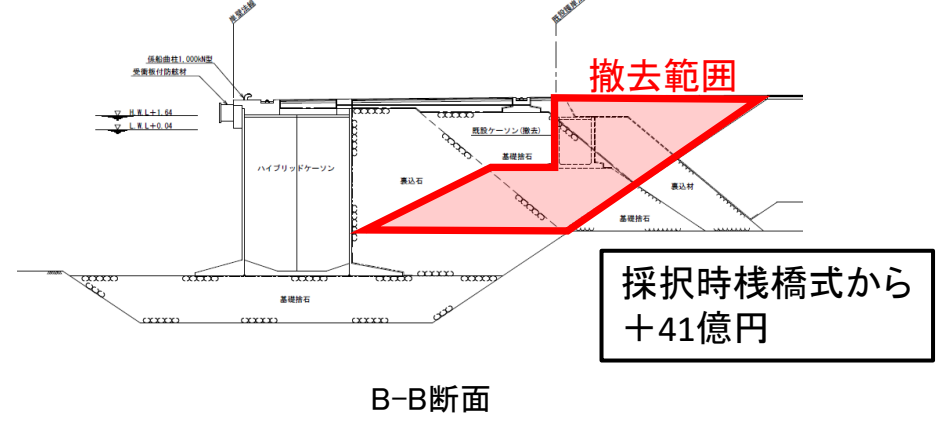 岸壁法線
係船曲柱1,000kN型
受衝板付防舷材
H.W.L+1.64
L.W.L+0.04
撤去範囲
既設ケーソン(撤去)
基礎捨石
ハイブリッドケーソン
裏込石
裏込材
基礎捨石
基礎捨石
採択時桟橋式から
＋41億円
B-B断面